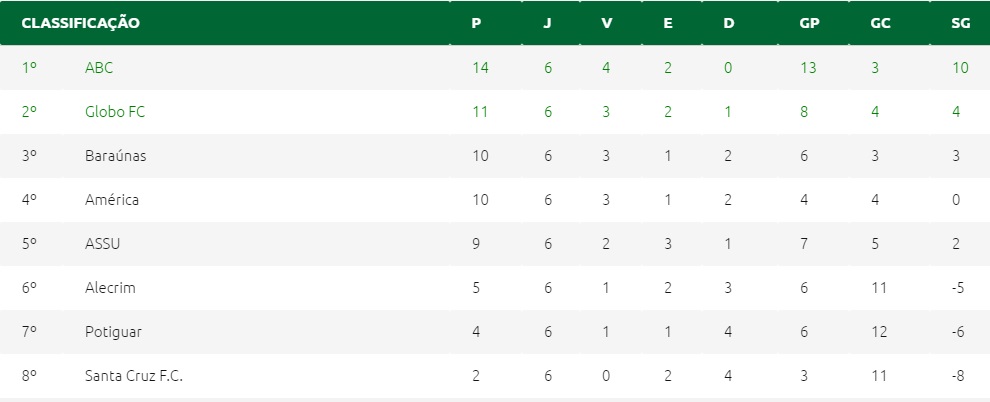 CLASSIFICAÇÃO P J V E D GP GC SG
1º ABC 14 6 4 2 0 13 3 10
2º Globo FC 11 6 3 2 1 8 4 4
3º Baraúnas 10 6 3 1 2 6 3 3
4º América 10 6 3 1 2 4 4 0
5º ASSU 9 6 2 3 1 7 5 2
6º Alecrim 5 6 1 2 3 6 11 -5
7º Potiguar 4 6 1 1 4 6 12 -6
8º Santa Cruz F.C. 2 6 0 2 4 3 11 -8